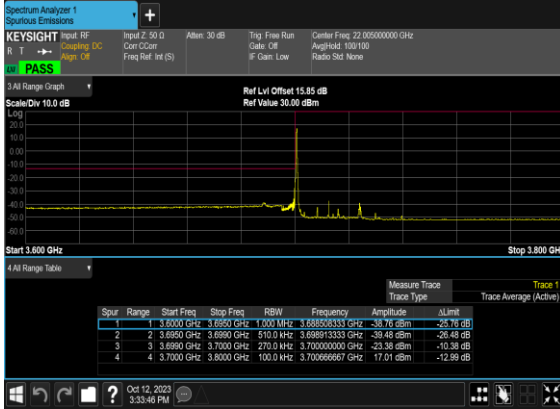 Spectrum Analyzer 1
Spurious Emissions
+
KEYSIGHT Input: RF Input Z: 50 Ω Atten: 30 dB Trig: Free Run Center Freq: 22.005000000 GHz
R T Coupling: DC Corr CCorr Gate: Off Avg|Hold: 100/100
Align: Off Freq Ref: Int (S) IF Gain: Low Radio Std: None
LW PASS
3 All Range Graph
Ref Lvl Offset 15.85 dB
Scale/Div 10.0 dB Ref Value 30.00 dBm
Log
20.0
10.0
0.00
-10.0
-20.0
-30.0
-40.0
-50.0
-60.0
Start 3.600 GHz Stop 3.800 GH
4 All Range Table
Measure Trace Trace 1
Trace Type Trace Average (Active)
Spur Range Start Freq Stop Freq RBW Frequency Amplitude ΔLimit
1 1 3.6000 GHz 3.6950 GHz 1.000 MHz 3.688508333 GHz -38.76 dBm -25.76 dB
2 2 3.6950 GHz 3.6990 GHz 510.0 kHz 3.698913333 GHz -39.48 dBm -26.48 dB
3 3 3.6990 GHz 3.7000 GHz 270.0 kHz 3.700000000 GHz -23.38 dBm -10.38 dB
4 4 3.7000 GHz 3.8000 GHz 100.0 kHz 3.700666667 GHz 17.01 dBm -12.99 dB
? Oct 12, 2023
3:33:46 PM